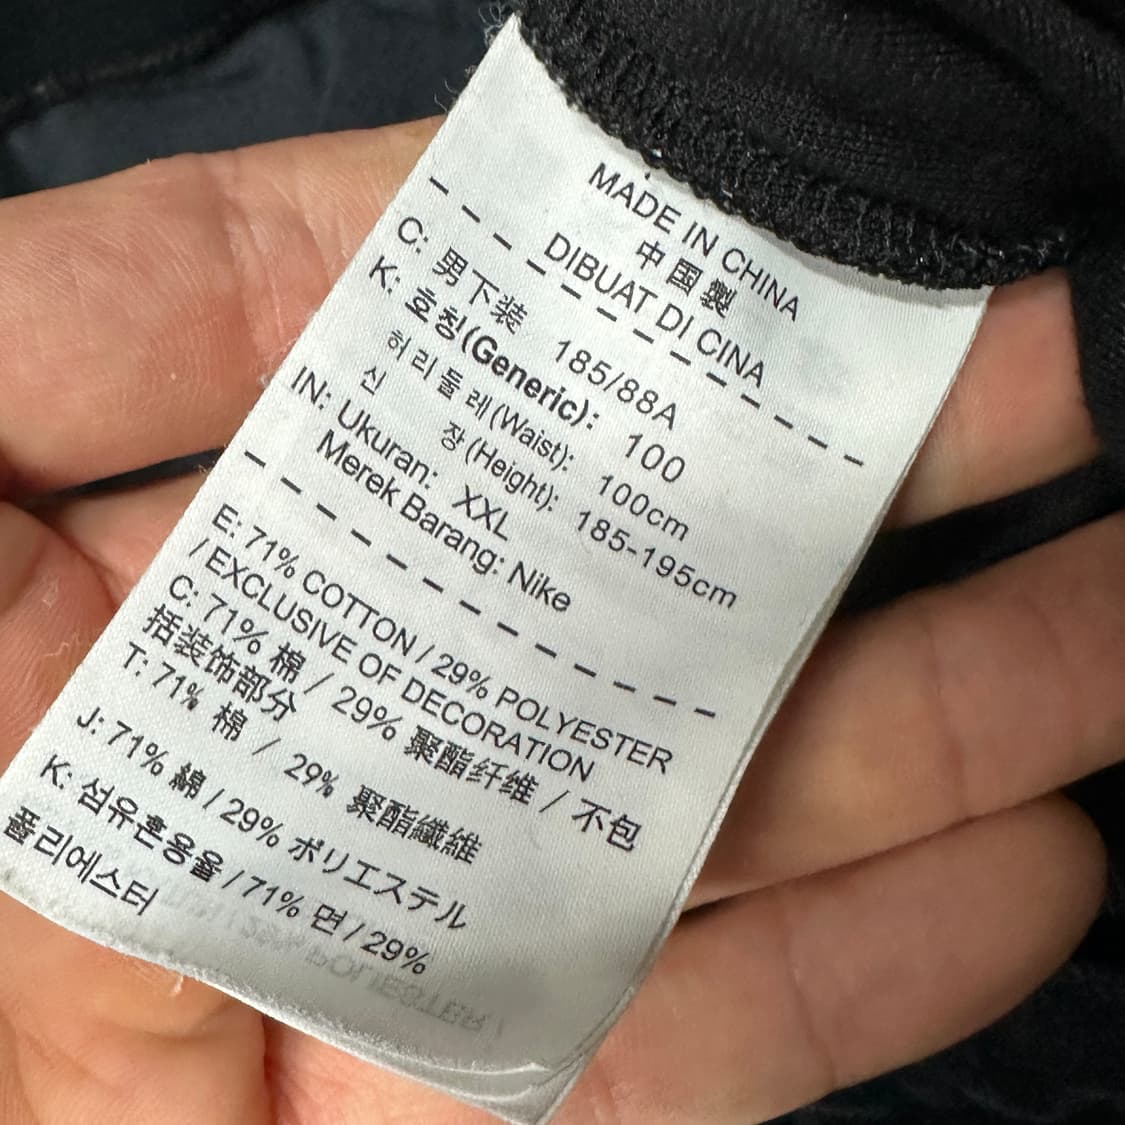 MADE IN CHINA
中国製
DIBUAT DI CINA
C: 男下装 185/88A
K: 호칭(Generic): 100
허리둘레(Waist): 100cm
신 장(Height): 185-195cm
IN: Ukuran: XXL
Merek Barang: Nike
E: 71% COTTON / 29% POLYESTER
/ EXCLUSIVE OF DECORATION
C: 71% 棉 / 29% 聚酯纤维 / 不包
括装饰部分
T: 71% 棉 / 29% 聚酯纖維
J: 71% 綿 / 29% ポリエステル
K: 섬유혼용율 / 71% 면 / 29%
폴리에스터